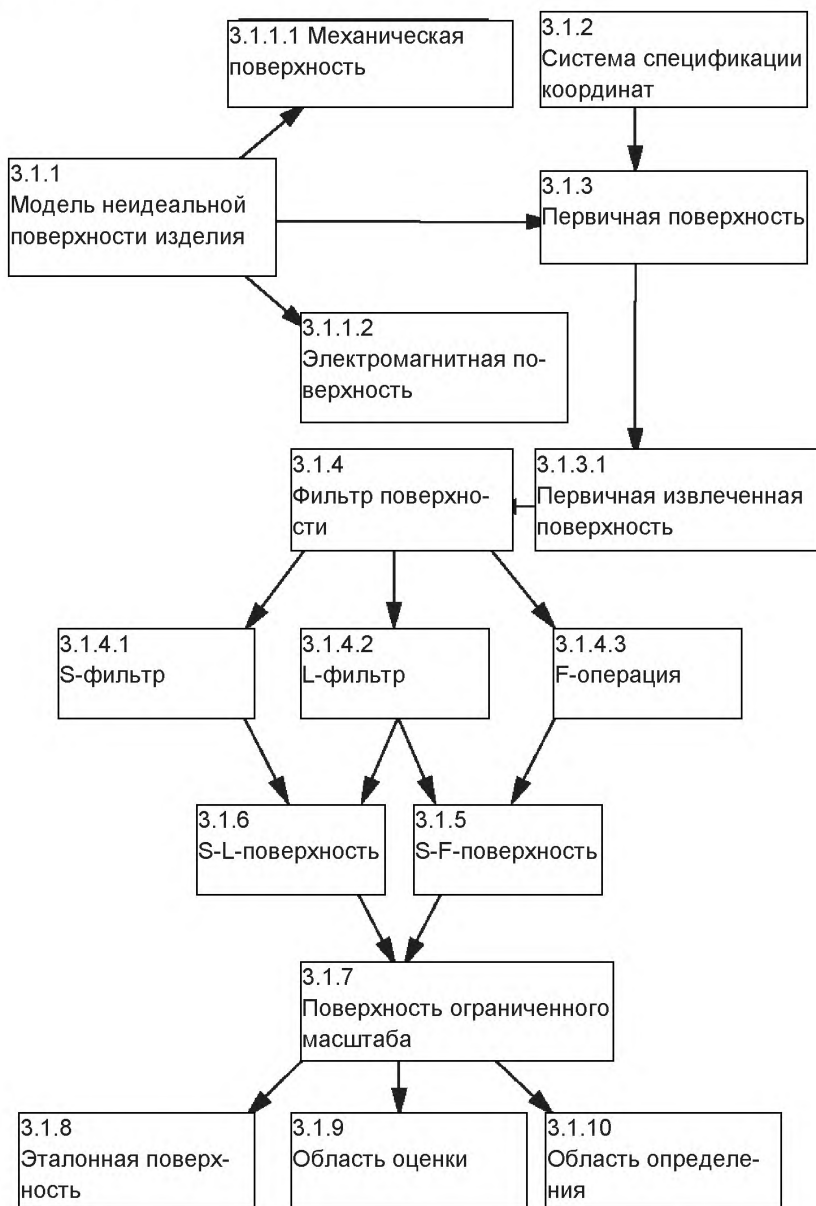 3.1.1.1 Механическая
поверхность
3.1.2
Система спецификации
координат
3.1.1
Модель неидеальной
поверхности изделия
3.1.3
Первичная поверхность
3.1.1.2
Электромагнитная по-
верхность
3.1.4
Фильтр поверхно-
сти
3.1.3.1
Первичная извлеченная
поверхность
3.1.4.1
S-фильтр
3.1.4.2
L-фильтр
3.1.4.3
F-операция
3.1.6
S-L-поверхность
3.1.5
S-F-поверхность
3.1.7
Поверхность ограниченного
масштаба
3.1.8
Эталонная поверх-
ность
3.1.9
Область оценки
3.1.10
Область определе-
ния